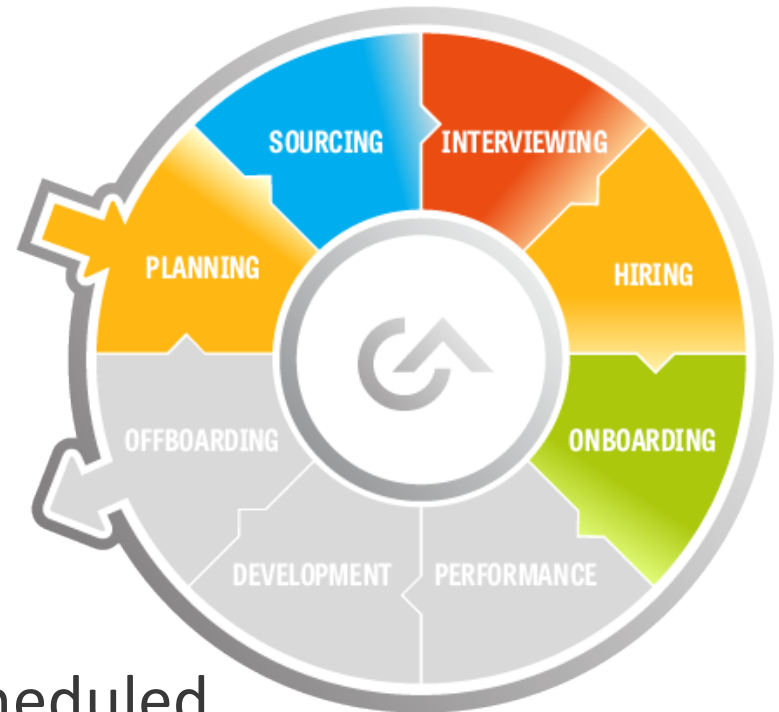 SOURCING
INTERVIEWING
PLANNING
HIRING
OFFBOARDING
ONBOARDING
DEVELOPMENT
PERFORMANCE